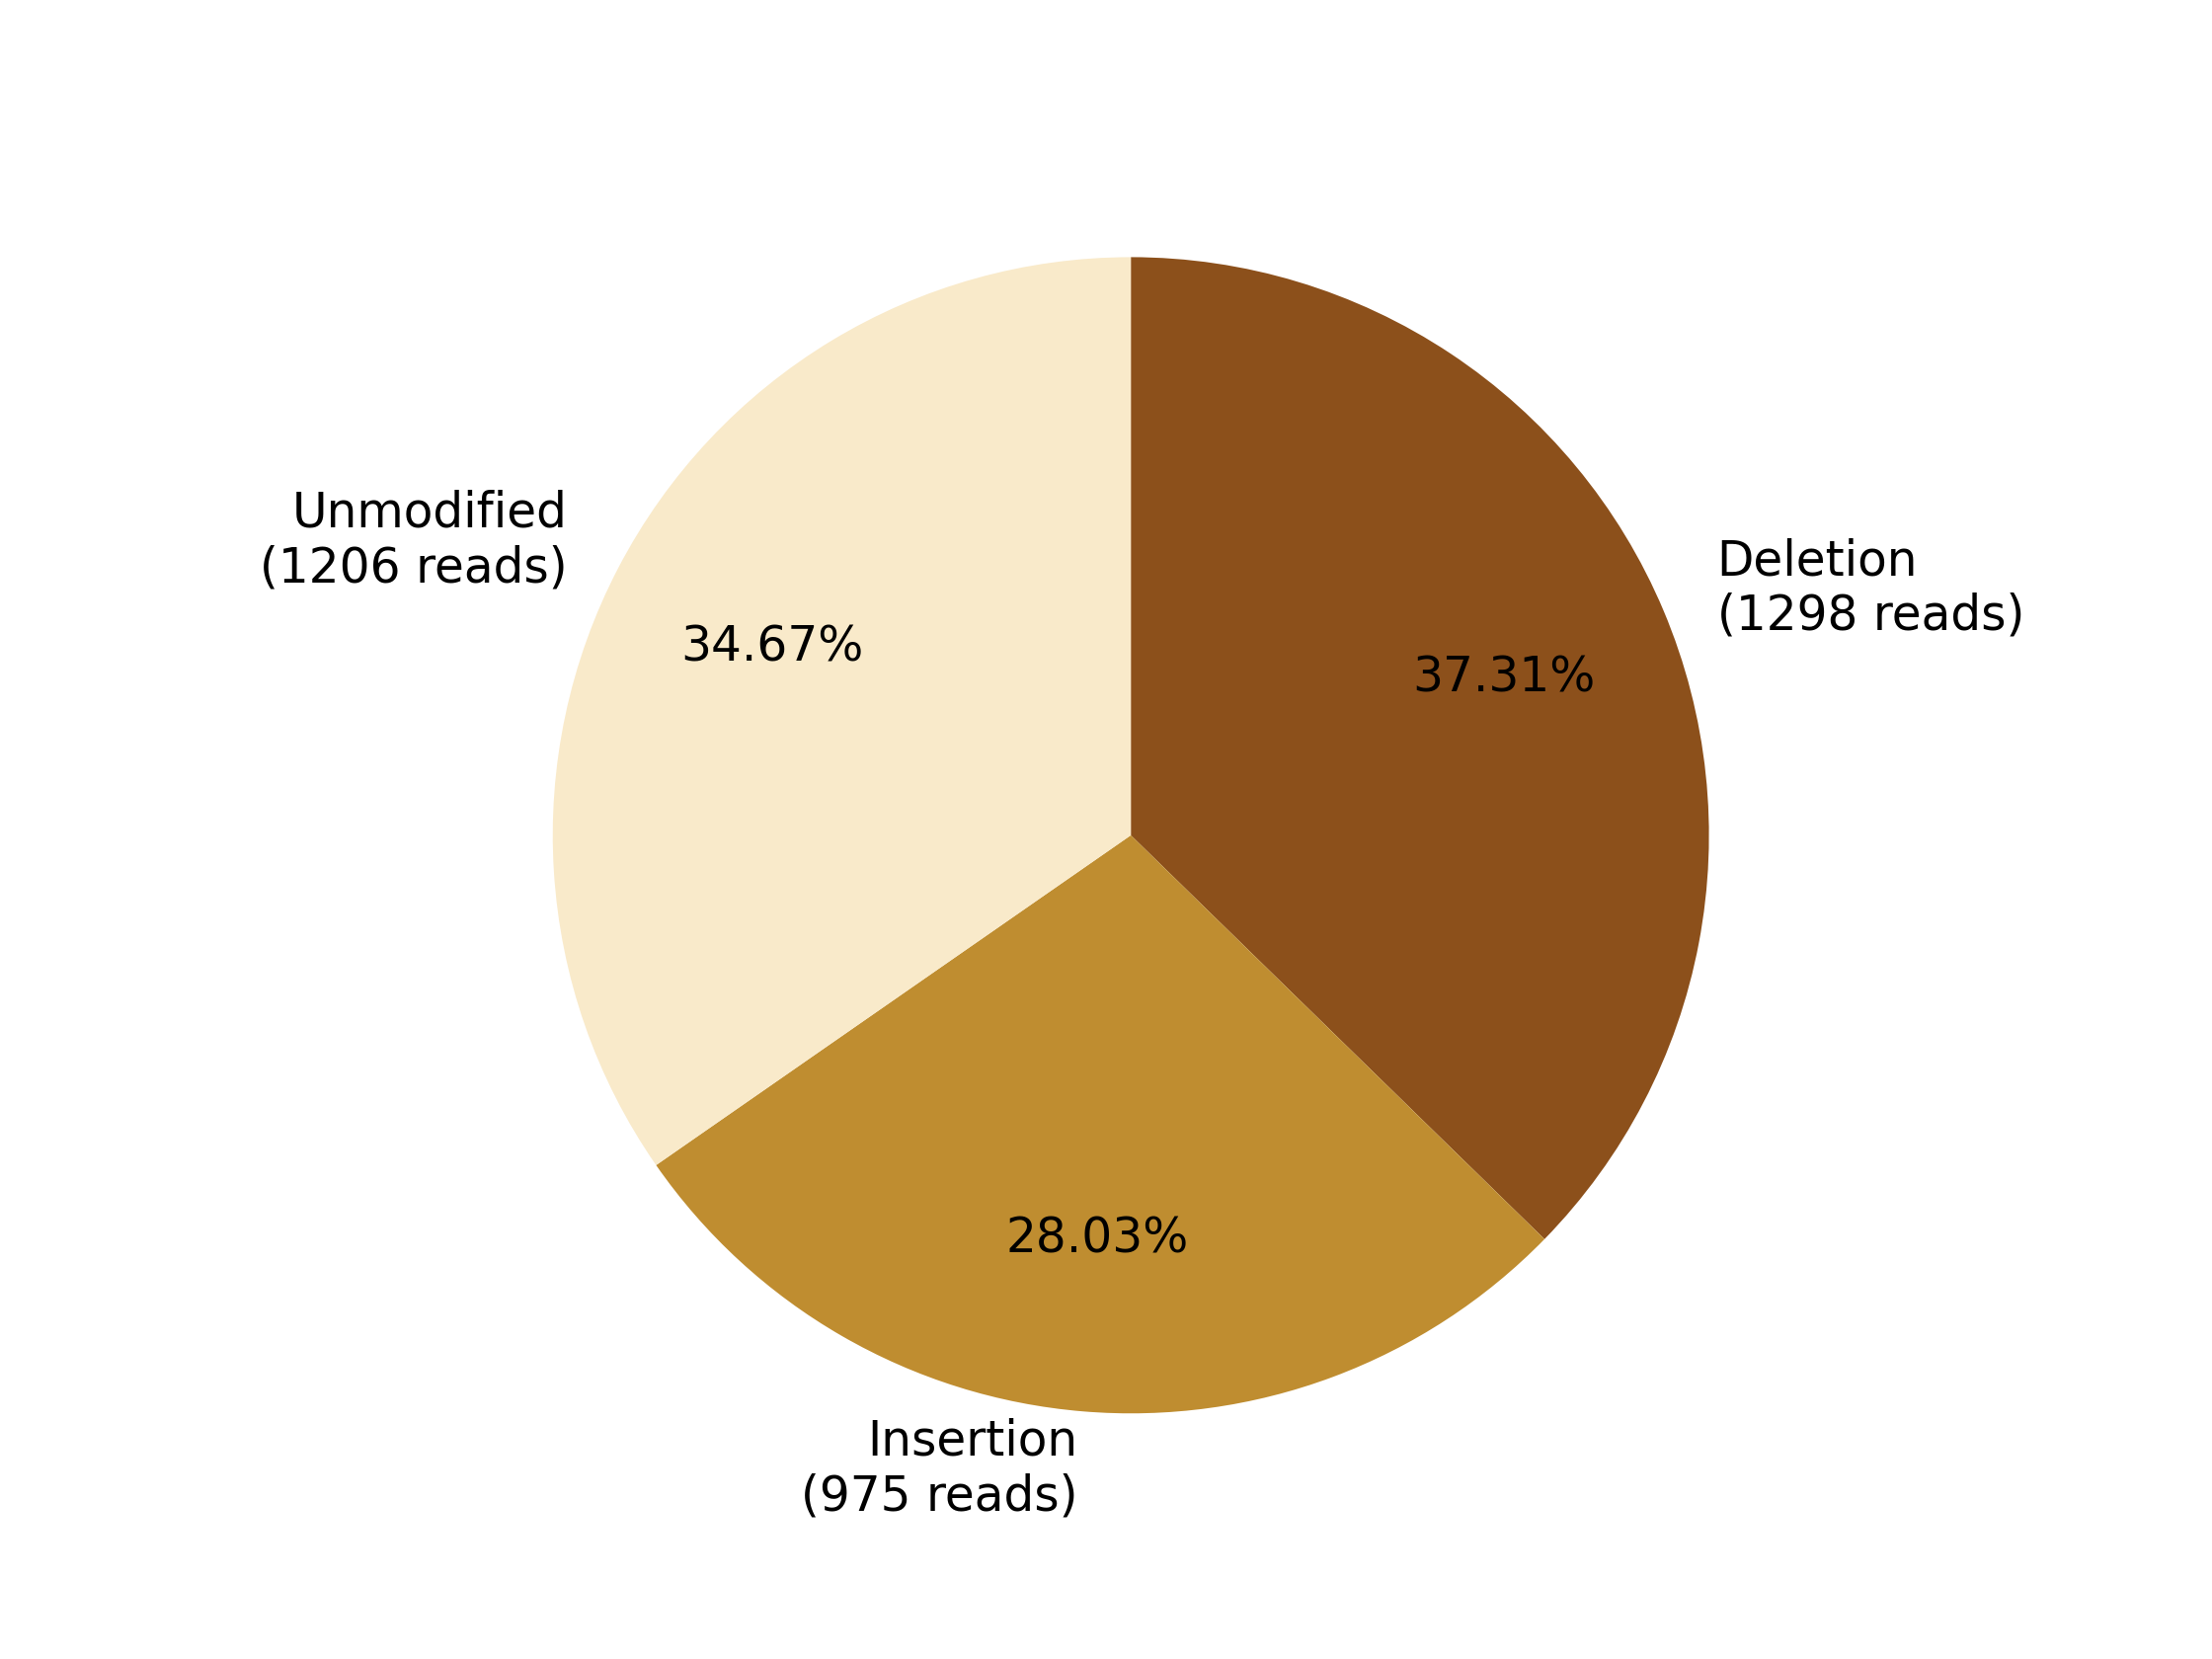 Unmodified
(1206 reads)
34.67%
Deletion
(1298 reads)
37.31%
28.03%
Insertion
(975 reads)